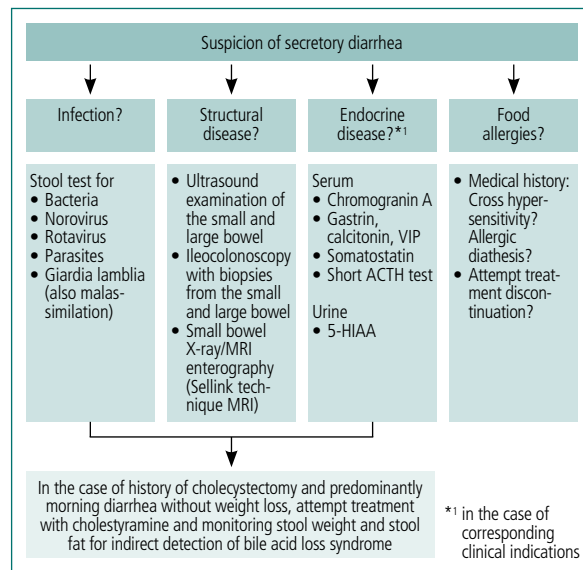 Suspicion of secretory diarrhea
Infection?
Stool test for
• Bacteria
• Norovirus
• Rotavirus
• Parasites
• Giardia lamblia
(also malas-
similation)
Structural
disease?
• Ultrasound
examination of
the small and
large bowel
• Ileocolonoscopy
with biopsies
from the small
and large bowel
• Small bowel
X-ray/MRI
enterography
(Sellink tech-
nique MRI)
Endocrine
disease?*1
Serum
• Chromogranin A
• Gastrin,
calcitonin, VIP
• Somatostatin
• Short ACTH test
Urine
• 5-HIAA
Food
allergies?
• Medical history:
Cross hyper-
sensitivity?
Allergic
diathesis?
• Attempt treat-
ment discon-
tinuation?
In the case of history of cholecystectomy and predominantly
morning diarrhea without weight loss, attempt treatment
with cholestyramine and monitoring stool weight and stool
fat for indirect detection of bile acid loss syndrome
*1 in the case of
corresponding
clinical indications